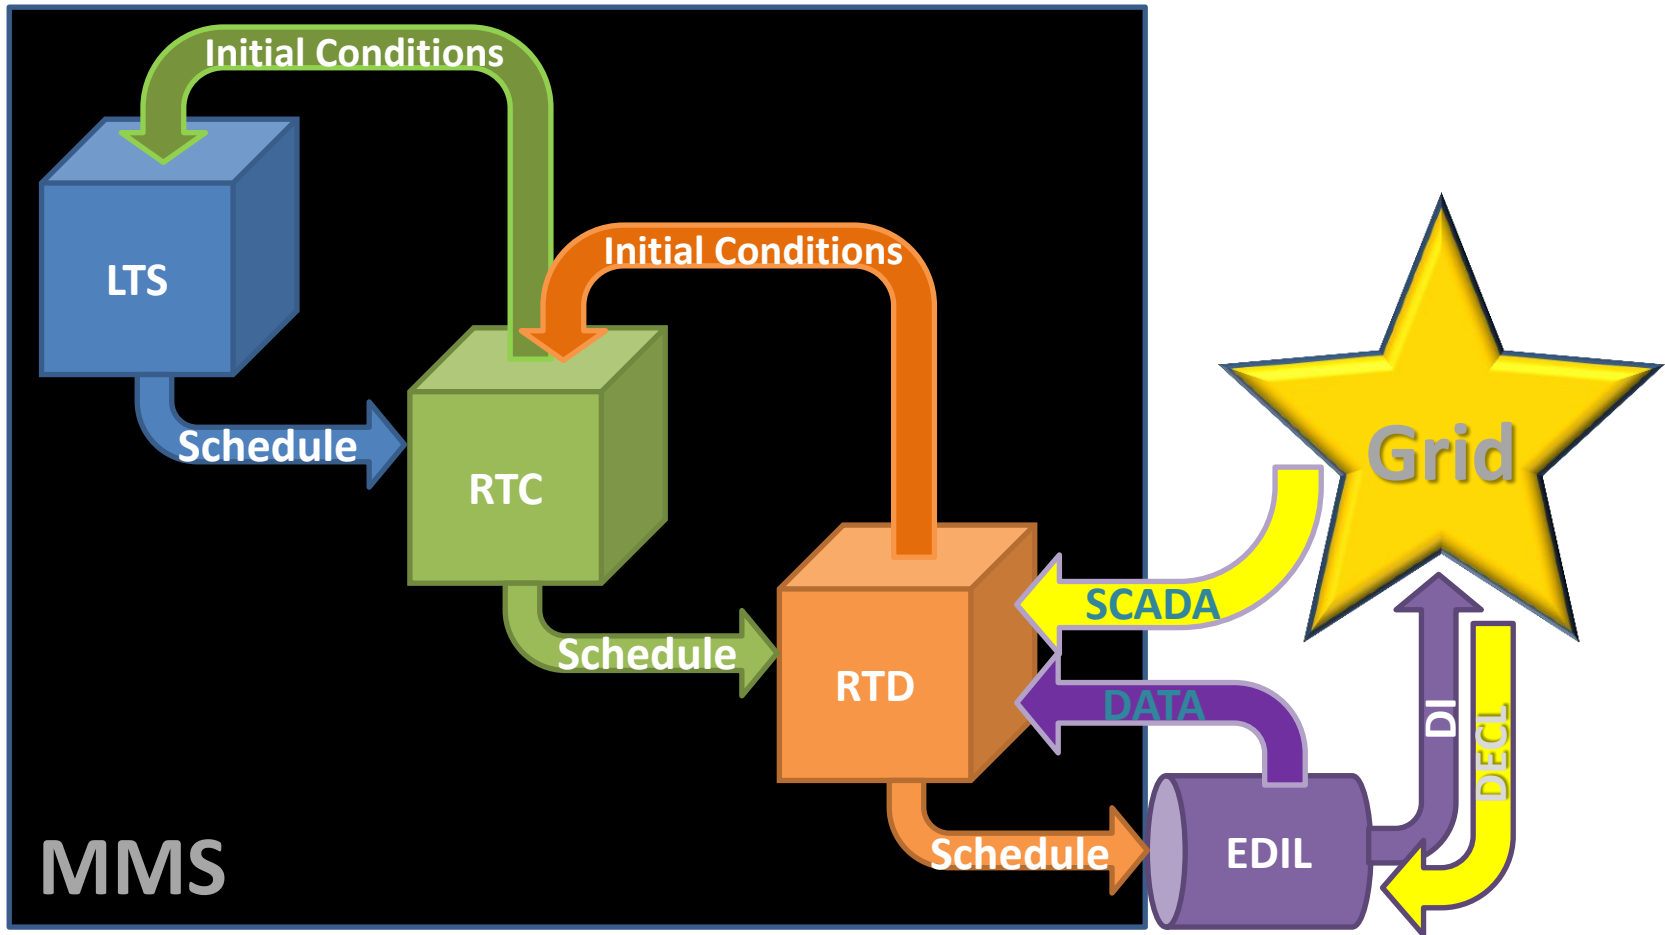 Initial Conditions
LTS
Initial Conditions
Schedule
RTC
Grid
SCADA
Schedule
RTD
DATA
DI
DECL
Schedule
EDIL
MMS